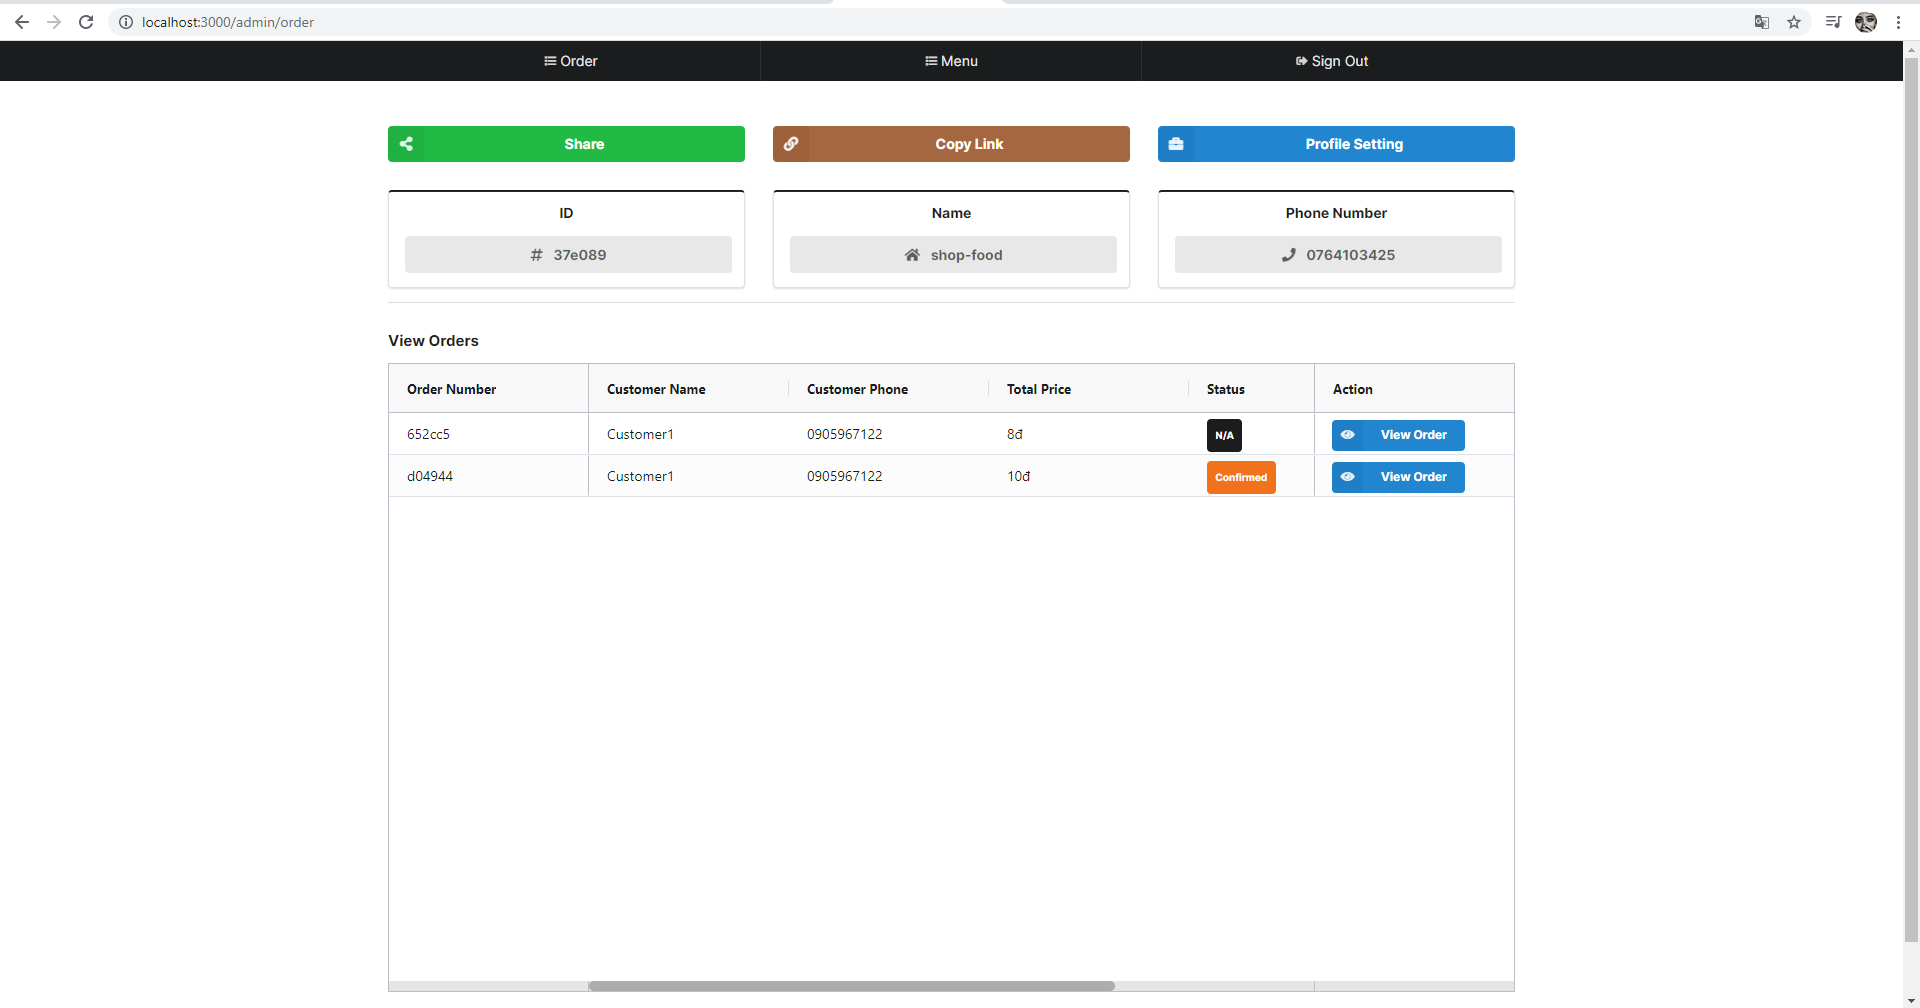 localhost:3000/admin/order
Order
Menu
Sign Out
Share
Copy Link
Profile Setting
ID
Name
Phone Number
# 37e089
shop-food
0764103425
View Orders
Order Number Customer Name Customer Phone Total Price Status Action
652cc5 Customer1 0905967122 8đ N/A View Order
d04944 Customer1 0905967122 10đ Confirmed View Order